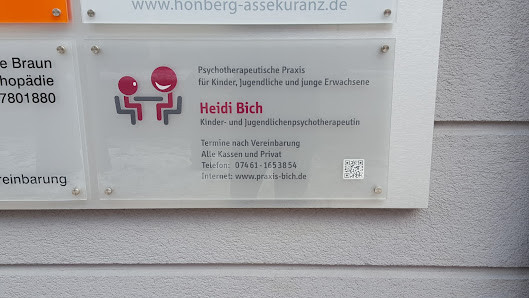 www.honberg-assekuranz.de
e Braun
hopädie
7801880
ereinbarung
Psychotherapeutische Praxis
für Kinder, Jugendliche und junge Erwachsene
Heidi Bich
Kinder- und Jugendlichenpsychotherapeutin
Termine nach Vereinbarung
Alle Kassen und Privat
Telefon: 07461-1653854
Internet: www.praxis-bich.de